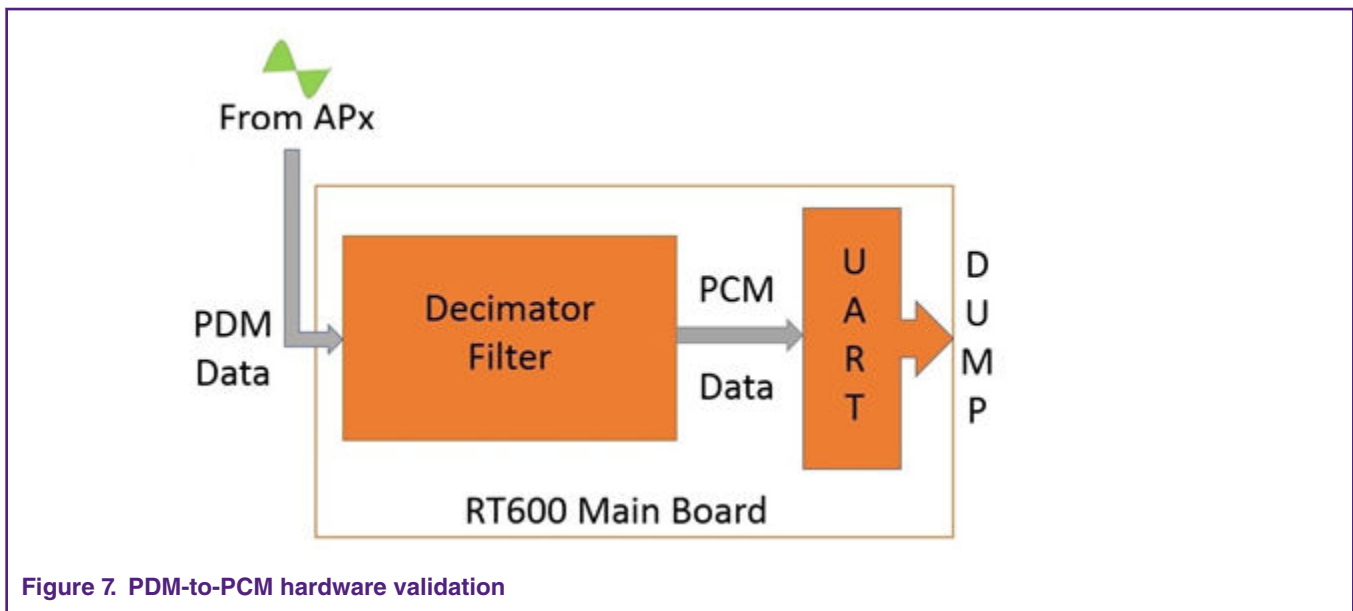 From APx
PDM
Data
Decimator
Filter
PCM
Data
U
A
R
T
D
U
M
P
RT600 Main Board
Figure 7. PDM-to-PCM hardware validation